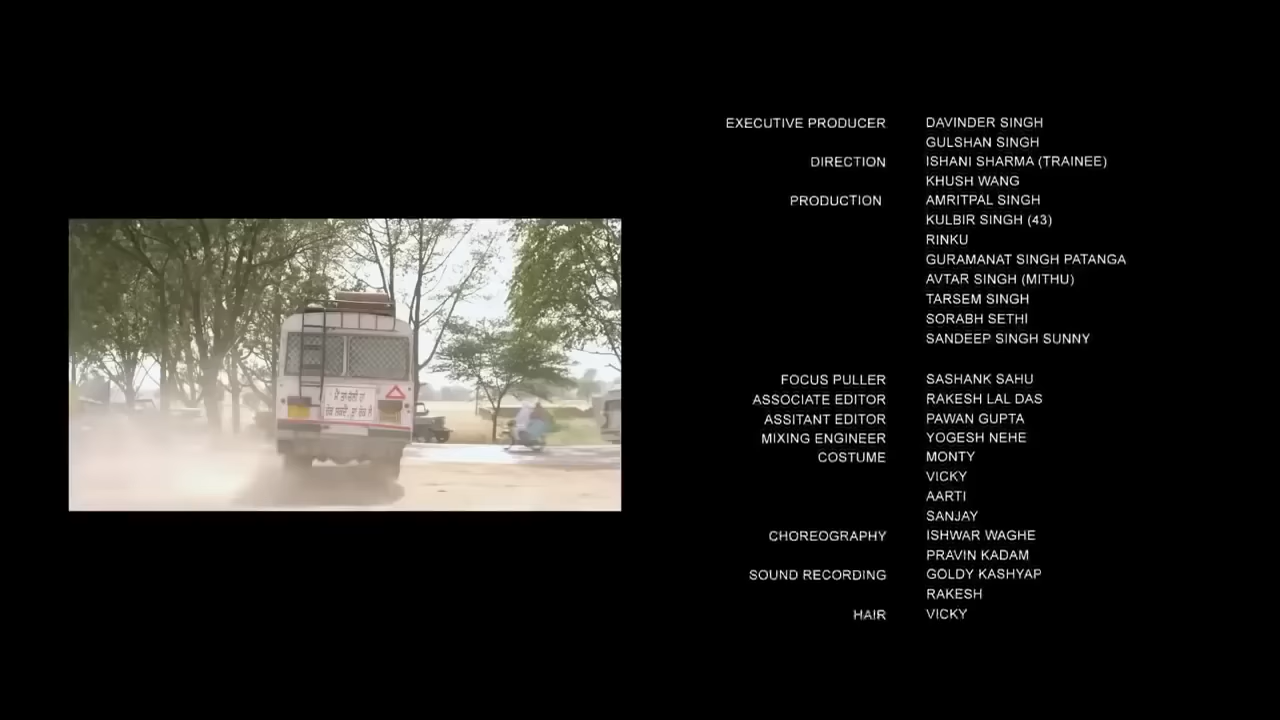 EXECUTIVE PRODUCER DAVINDER SINGH
GULSHAN SINGH
DIRECTION ISHANI SHARMA (TRAINEE)
KHUSH WANG
PRODUCTION AMRITPAL SINGH
KULBIR SINGH (43)
RINKU
GURAMANAT SINGH PATANGA
AVTAR SINGH (MITHU)
TARSEM SINGH
SORABH SETHI
SANDEEP SINGH SUNNY
FOCUS PULLER SASHANK SAHU
ASSOCIATE EDITOR RAKESH LAL DAS
ASSITANT EDITOR PAWAN GUPTA
MIXING ENGINEER YOGESH NEHE
COSTUME MONTY
VICKY
AARTI
SANJAY
CHOREOGRAPHY ISHWAR WAGHE
PRAVIN KADAM
SOUND RECORDING GOLDY KASHYAP
RAKESH
HAIR VICKY